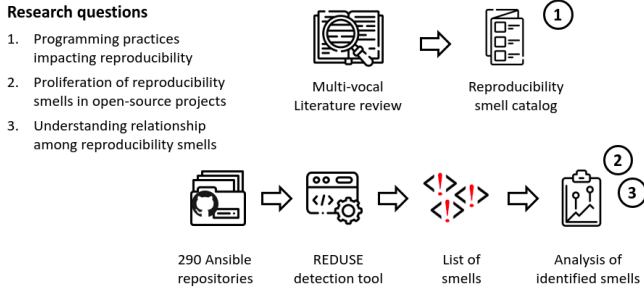 Research questions
1. Programming practices
impacting reproducibility
2. Proliferation of reproducibility
smells in open-source projects
3. Understanding relationship
among reproducibility smells
1
Multi-vocal
Literature review
Reproducibility
smell catalog
2
3
</>
<!>
<!>
<!>
290 Ansible
repositories
REDUSE
detection tool
List of
smells
Analysis of
identified smells